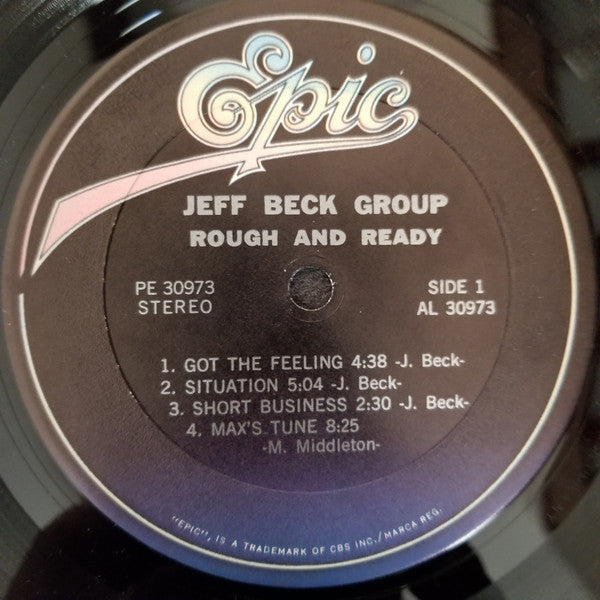 Epic
JEFF BECK GROUP
ROUGH AND READY
PE 30973
STEREO
SIDE 1
AL 30973
1. GOT THE FEELING 4:38 -J. Beck-
2. SITUATION 5:04 -J. Beck-
3. SHORT BUSINESS 2:30 -J. Beck-
4. MAX'S TUNE 8:25
-M. Middleton-
"EPIC", IS A TRADEMARK OF CBS INC./MARCA REG.